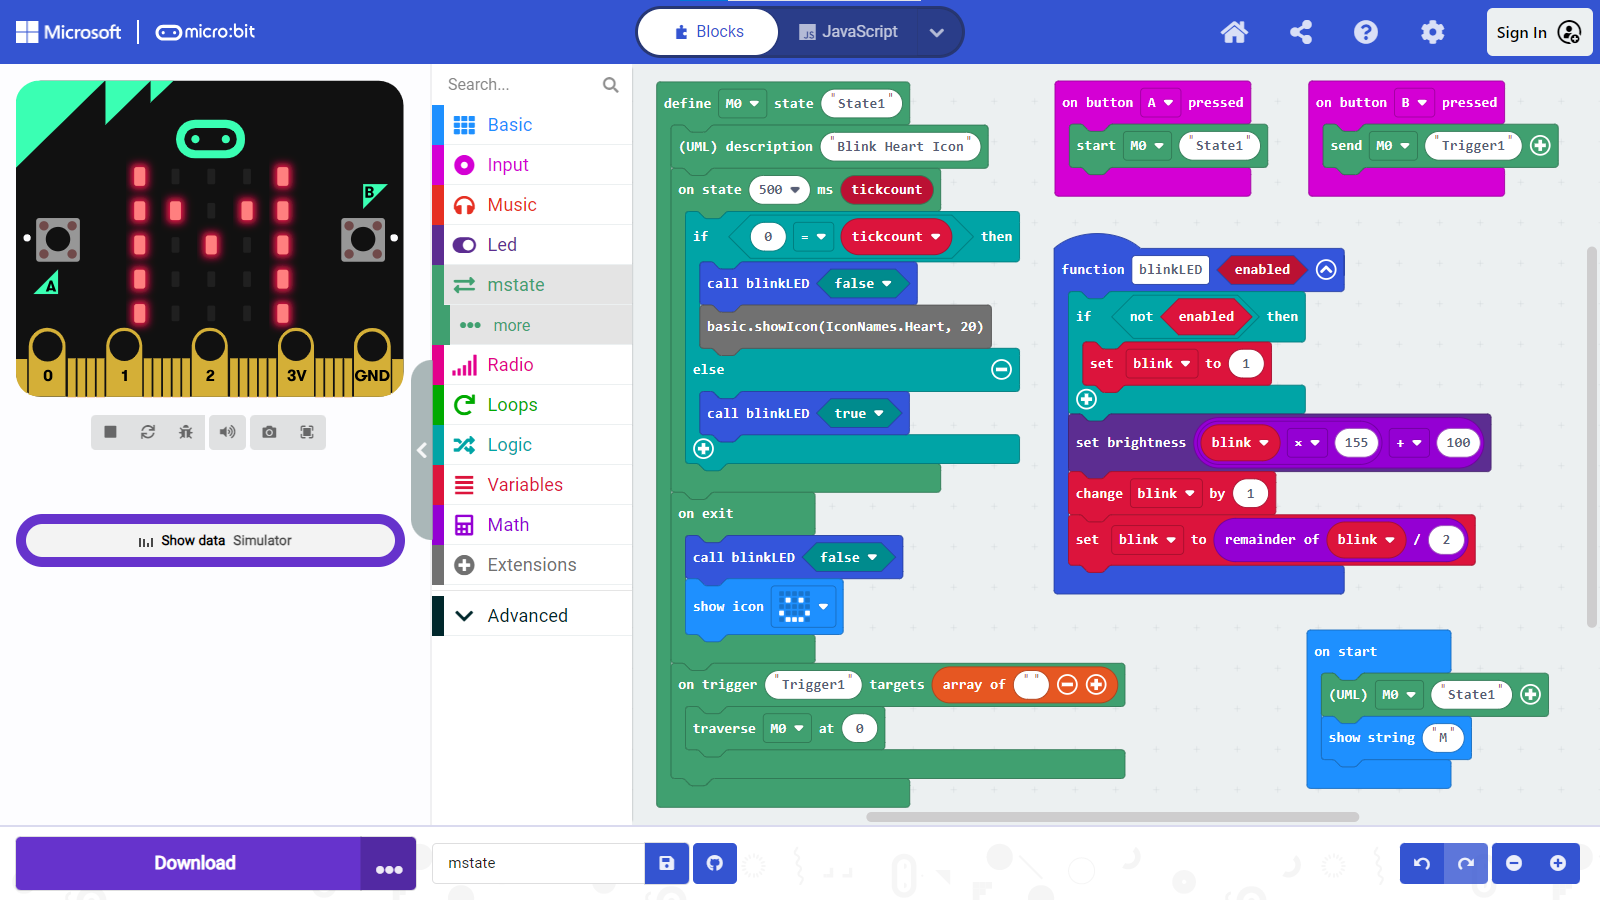 Microsoft
micro:bit
Blocks
JS JavaScript
Sign In
B
A
0 1 2 3V GND
Show data Simulator
Search...
Basic
Input
Music
Led
mstate
more
Radio
Loops
Logic
Variables
Math
Extensions
Advanced
define M0 state "State1"
(UML) description "Blink Heart Icon"
on state 500 ms tickcount
if 0 = tickcount then
call blinkLED false
basic.showIcon(IconNames.Heart, 20)
else
call blinkLED true
on exit
call blinkLED false
show icon
on trigger "Trigger1" targets array of " "
traverse M0 at 0
on button A pressed
start M0 "State1"
on button B pressed
send M0 "Trigger1"
function blinkLED enabled
if not enabled then
set blink to 1
set brightness blink × 155 + 100
change blink by 1
set blink to remainder of blink / 2
on start
(UML) M0 "State1"
show string "M"
Download
mstate